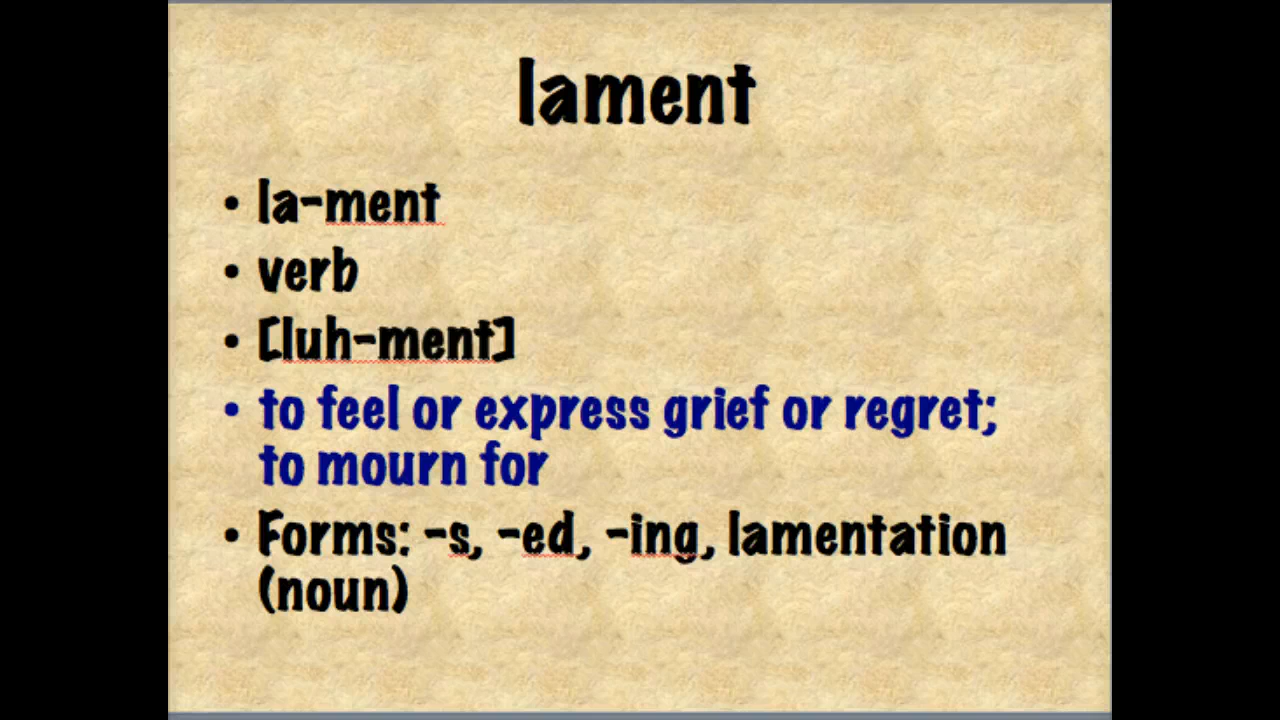 lament
• la-ment
• verb
• [luh-ment]
• to feel or express grief or regret;
to mourn for
• Forms: -s, -ed, -ing, lamentation
(noun)